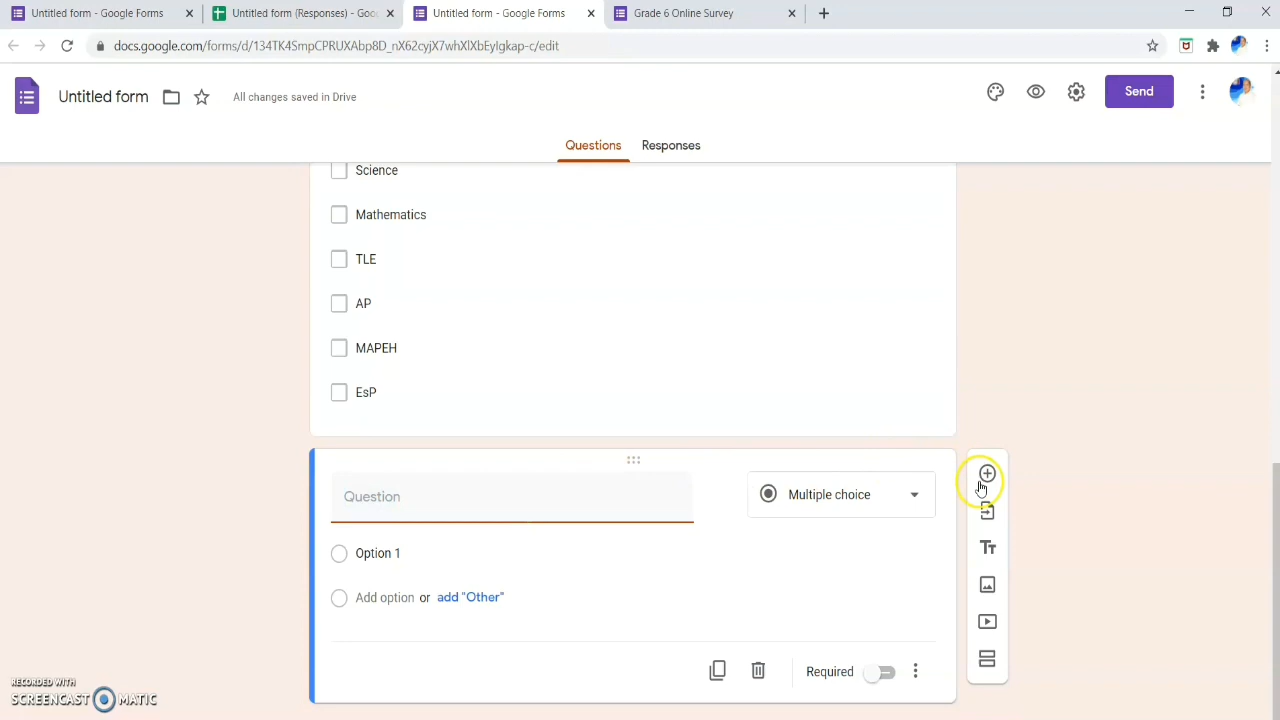 Untitled form - Google Forms
Untitled form (Responses) - Goo
Untitled form - Google Forms
Grade 6 Online Survey
docs.google.com/forms/d/134TK4SmpCPRUXAbp8D_nX62cyjX7whXlXbEyIgkap-c/edit
Untitled form
All changes saved in Drive
Send
Questions
Responses
Science
Mathematics
TLE
AP
MAPEH
EsP
Question
Multiple choice
Tт
Option 1
Add option or add "Other"
Required
RECORDED WITH
SCREENCAST MATIC